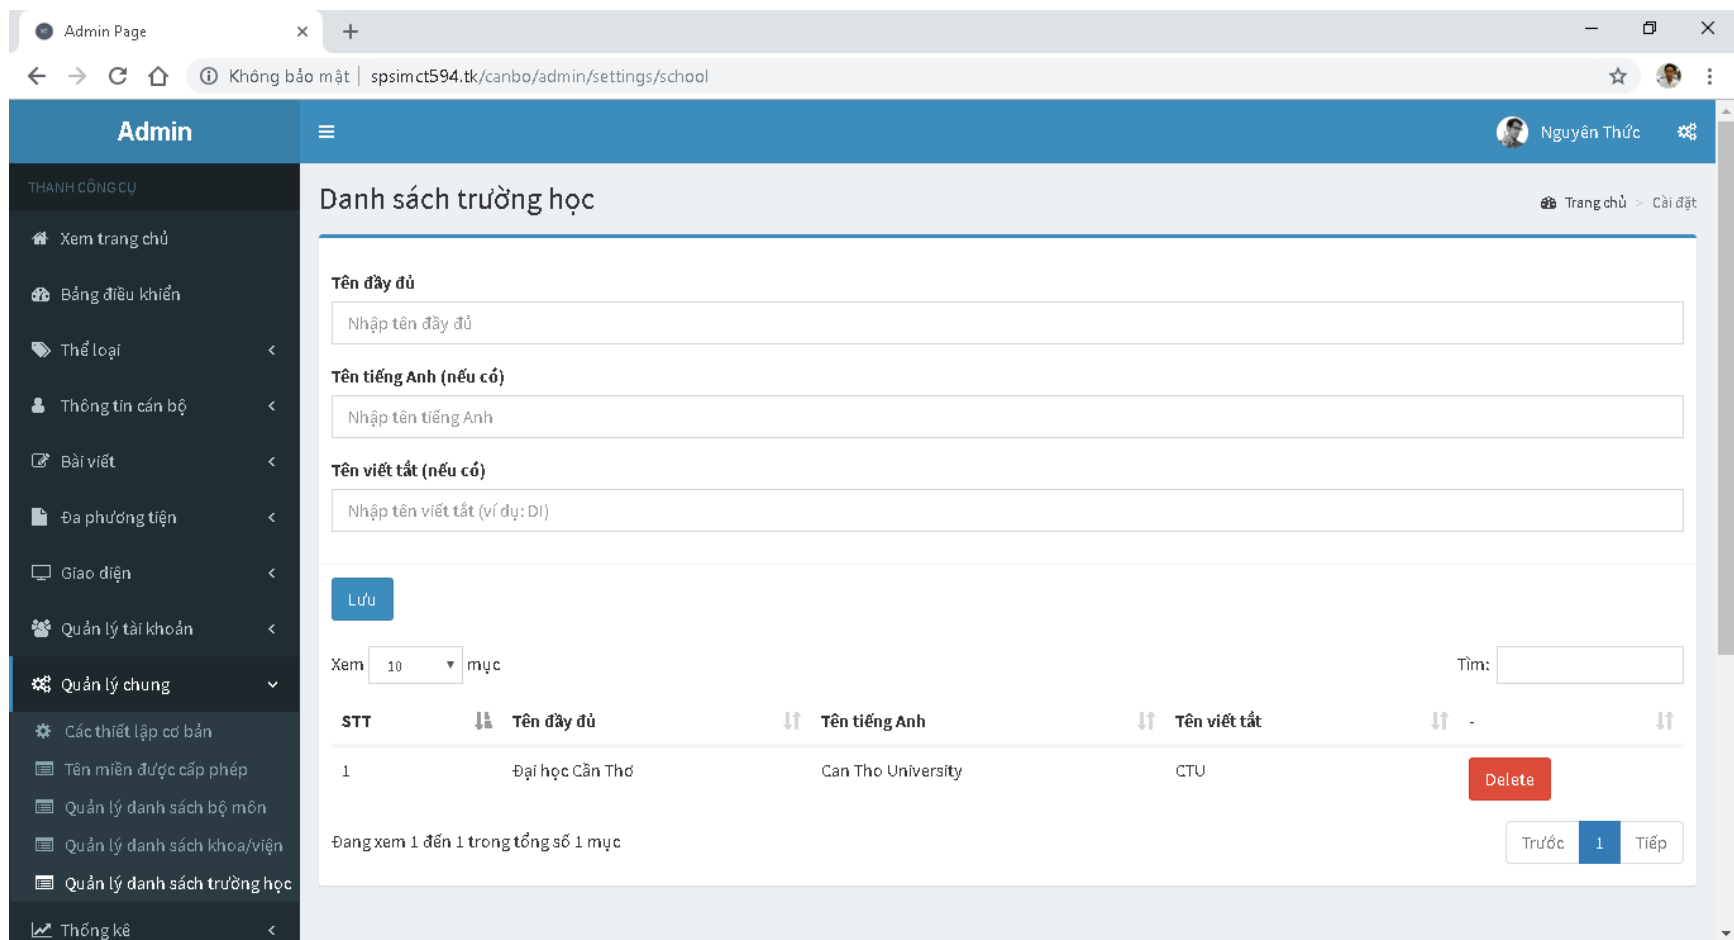 Admin Page
Không bảo mật | spsimct594.tk/canbo/admin/settings/school
Admin
Nguyên Thức
THANH CÔNG CỤ
Xem trang chủ
Bảng điều khiển
Thể loại
Thông tin cán bộ
Bài viết
Đa phương tiện
Giao diện
Quản lý tài khoản
Quản lý chung
Các thiết lập cơ bản
Tên miền được cấp phép
Quản lý danh sách bộ môn
Quản lý danh sách khoa/viện
Quản lý danh sách trường học
Thống kê
Danh sách trường học
Trang chủ > Cài đặt
Tên đầy đủ
Nhập tên đầy đủ
Tên tiếng Anh (nếu có)
Nhập tên tiếng Anh
Tên viết tắt (nếu có)
Nhập tên viết tắt (ví dụ: DI)
Lưu
Xem 10 mục
Tìm:
STT Tên đầy đủ Tên tiếng Anh Tên viết tắt -
1 Đại học Cần Thơ Can Tho University CTU Delete
Đang xem 1 đến 1 trong tổng số 1 mục
Trước 1 Tiếp